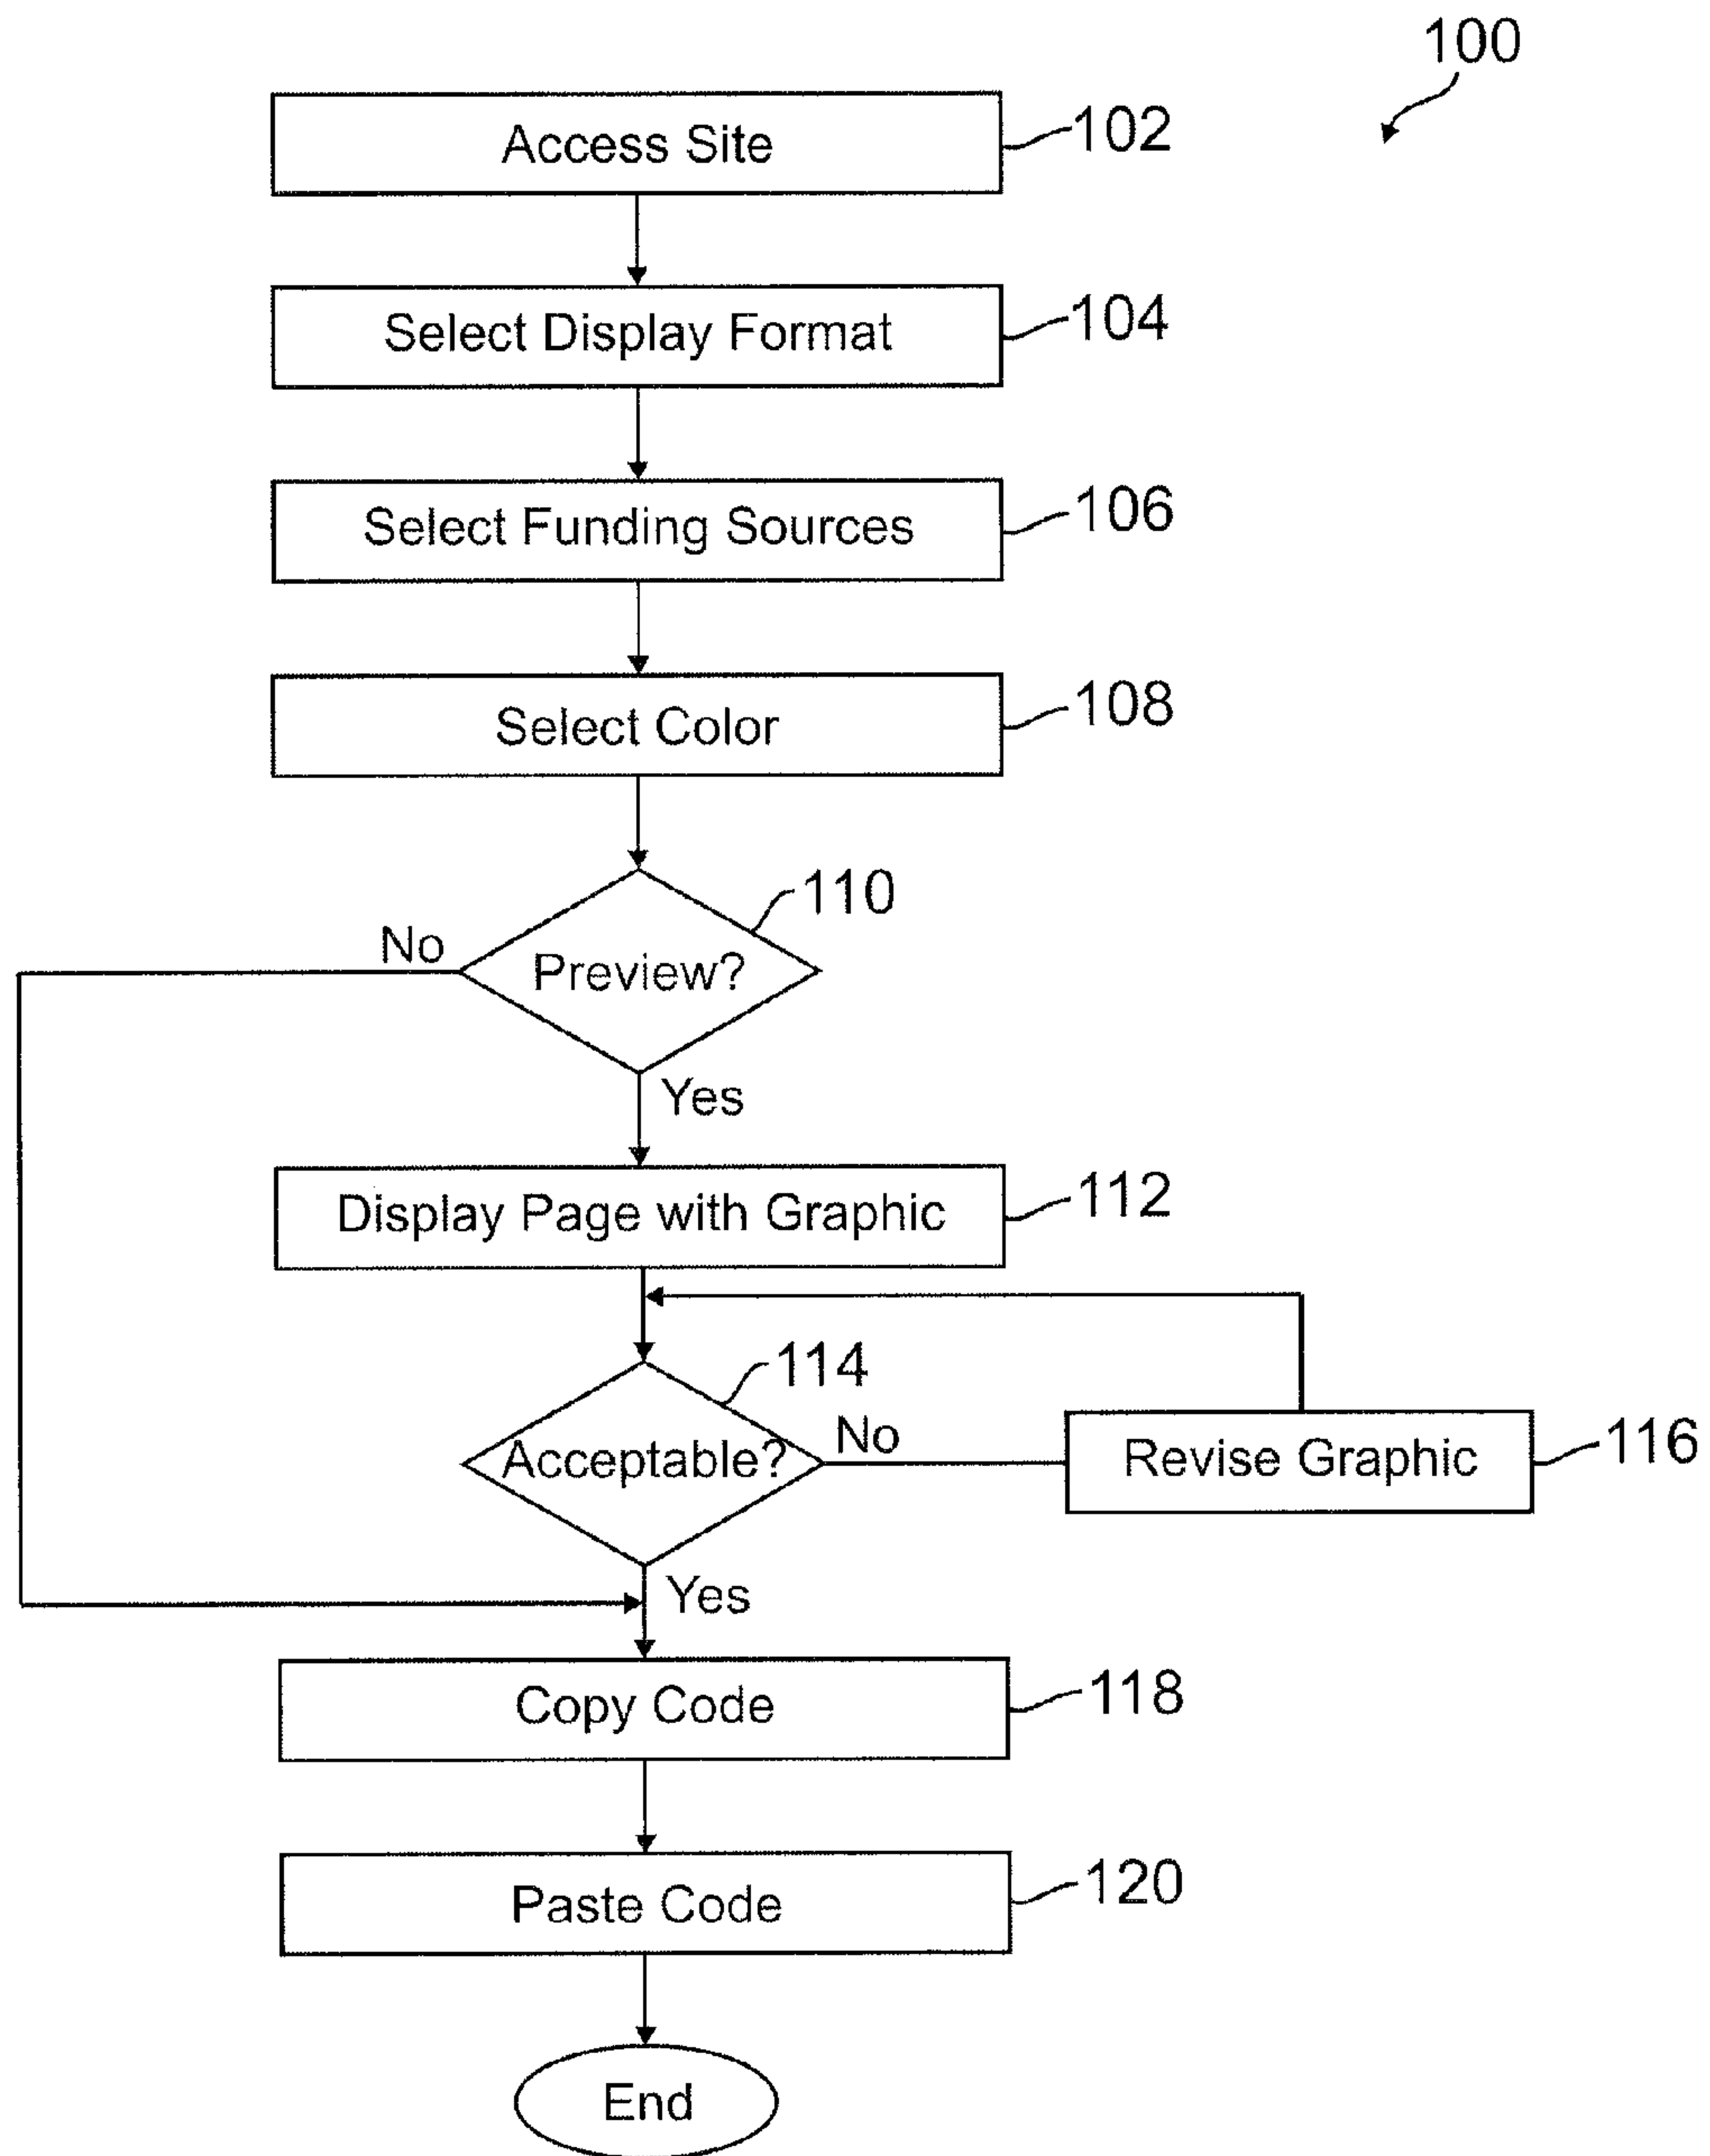 100
Access Site
102
Select Display Format
104
Select Funding Sources
106
Select Color
108
110
No
Preview?
Yes
Display Page with Graphic
112
114
Acceptable?
No
Revise Graphic
116
Yes
Copy Code
118
Paste Code
120
End